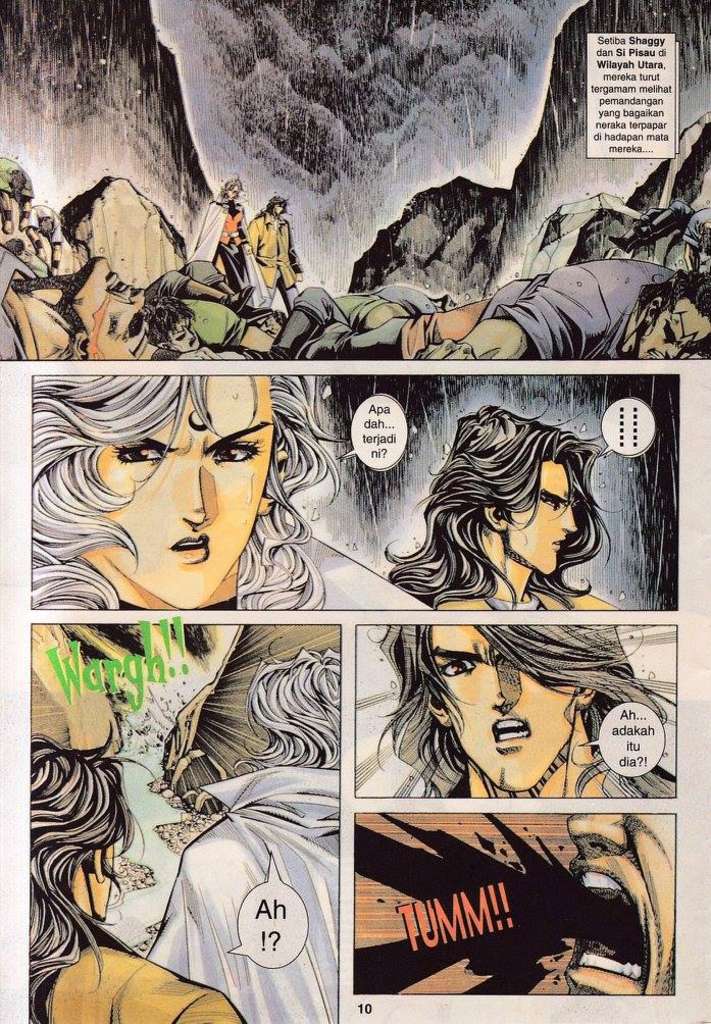 Setiba Shaggy
dan Si Pisau di
Wilayah Utara,
mereka turut
tergamam melihat
pemandangan
yang bagaikan
neraka terpapar
di hadapan mata
mereka....
Apa
dah...
terjadi
ni?
!!!
Wargh!!
Ah
!?
Ah...
adakah
itu
dia?!
TUMM!!
10